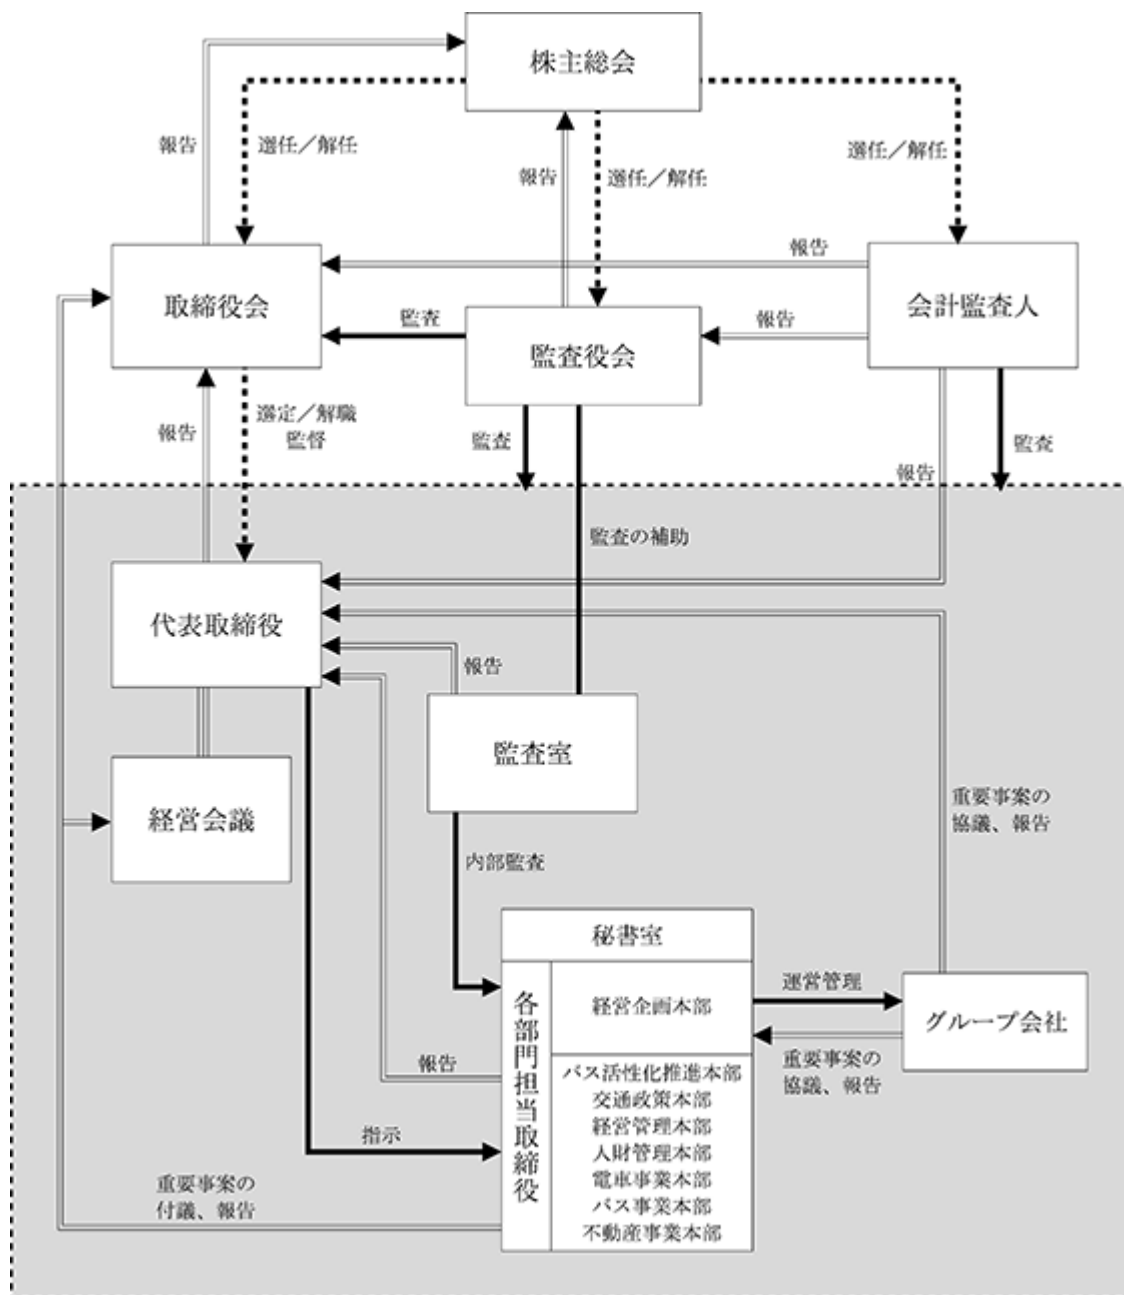 株主総会
報告
選任／解任
報告
選任／解任
選任／解任
取締役会
監査
監査役会
報告
報告
会計監査人
報告
選定／解職
監督
監査
報告
監査
監査の補助
代表取締役
報告
監査室
経営会議
内部監査
重要事案の
協議、報告
秘書室
各部門担当取締役
経営企画本部
運営管理
グループ会社
重要事案の
協議、報告
バス活性化推進本部
交通政策本部
経営管理本部
人財管理本部
電車事業本部
バス事業本部
不動産事業本部
報告
指示
重要事案の
付議、報告